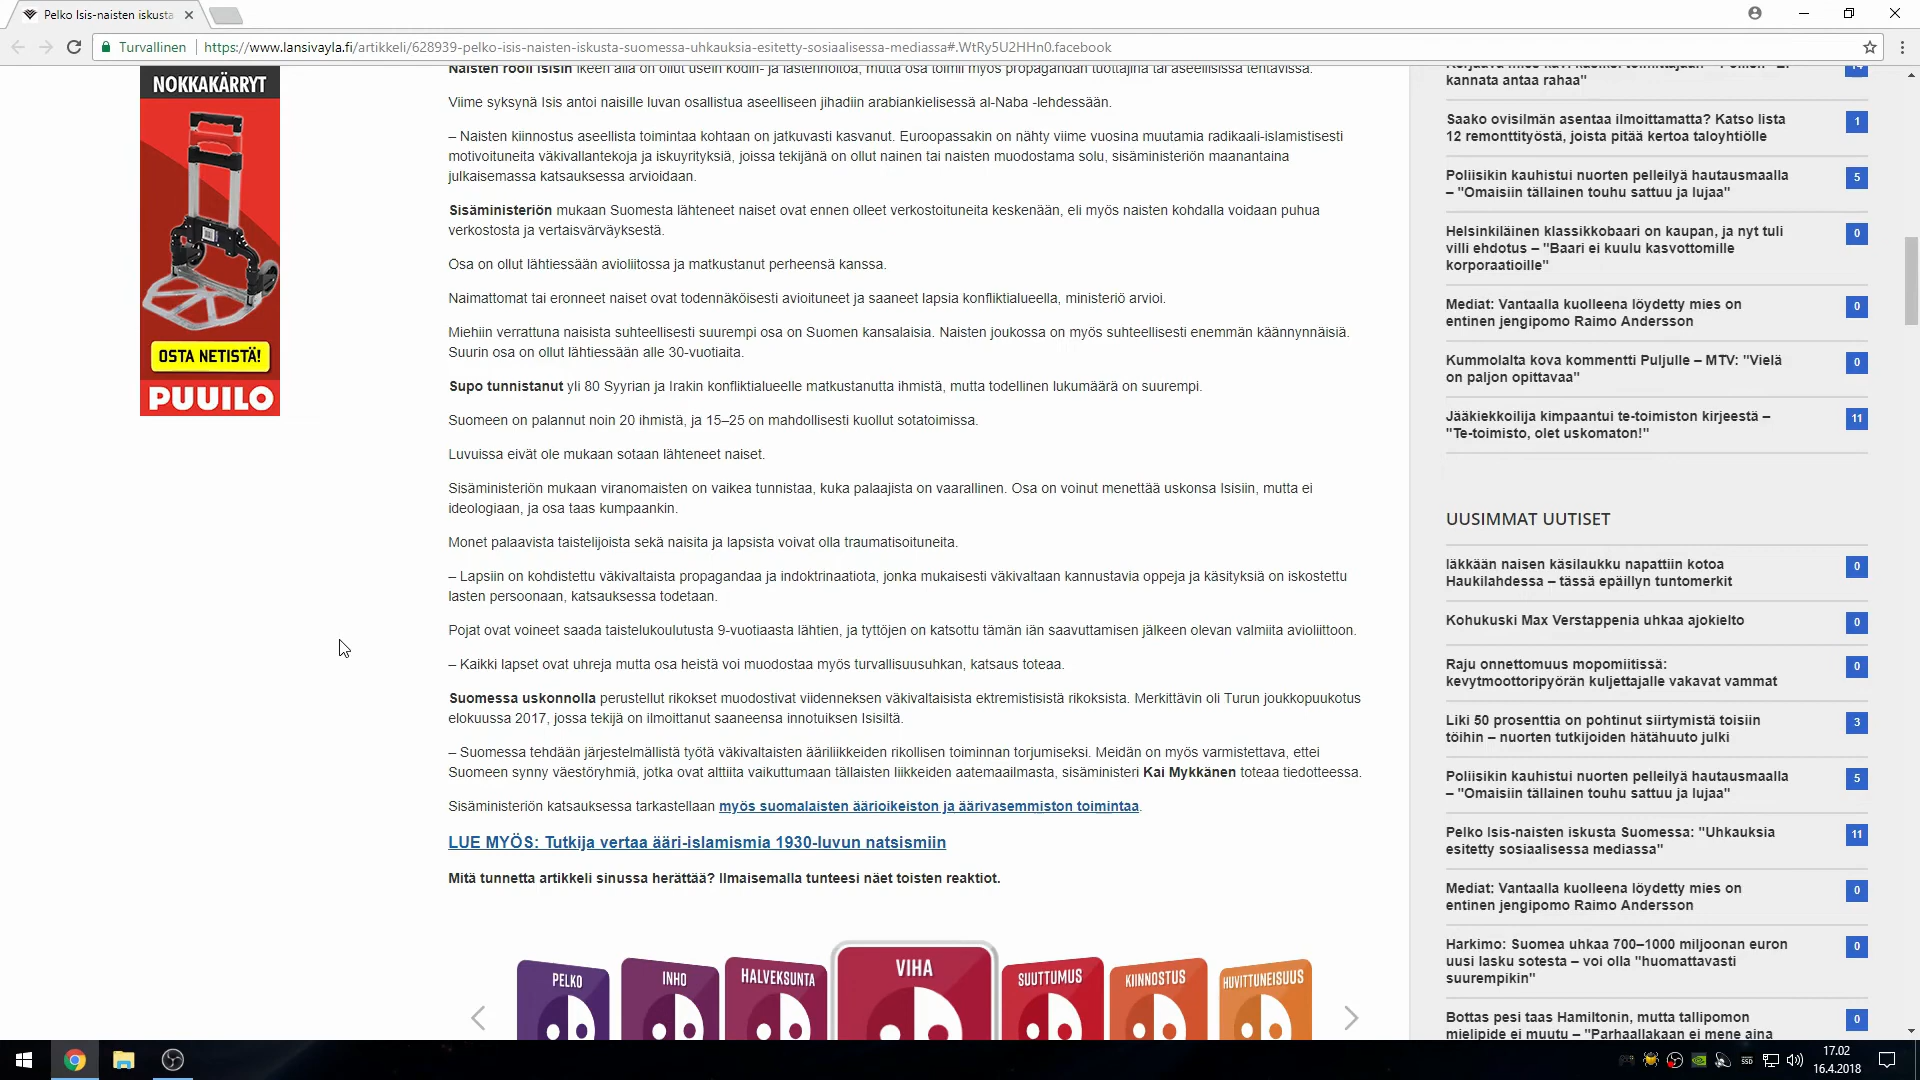 Pelko Isis-naisten iskusta
Turvallinen
https://www.lansivayla.fi/artikkeli/628939-pelko-isis-naisten-iskusta-suomessa-uhkauksia-esitetty-sosiaalisessa-mediassa#.WtRy5U2HHn0.facebook
NOKKAKÄRRYT
OSTA NETISTÄ!
PUUILO
Naisten rooli Isisin ikeen alla on ollut usein kodin- ja lastenhoitoa, mutta osa toimii myös propagandan tuottajina tai aseellisissa tehtävissä.
Viime syksynä Isis antoi naisille luvan osallistua aseelliseen jihadiin arabiankielisessä al-Naba -lehdessään.
– Naisten kiinnostus aseellista toimintaa kohtaan on jatkuvasti kasvanut. Euroopassakin on nähty viime vuosina muutamia radikaali-islamistisesti
motivoituneita väkivallantekoja ja iskuyrityksiä, joissa tekijänä on ollut nainen tai naisten muodostama solu, sisäministeriön maanantaina
julkaisemassa katsauksessa arvioidaan.
Sisäministeriön mukaan Suomesta lähteneet naiset ovat ennen olleet verkostoituneita keskenään, eli myös naisten kohdalla voidaan puhua
verkostosta ja vertaisvärväyksestä.
Osa on ollut lähtiessään avioliitossa ja matkustanut perheensä kanssa.
Naimattomat tai eronneet naiset ovat todennäköisesti avioituneet ja saaneet lapsia konfliktialueella, ministeriö arvioi.
Miehiin verrattuna naisista suhteellisesti suurempi osa on Suomen kansalaisia. Naisten joukossa on myös suhteellisesti enemmän käännynnäisiä.
Suurin osa on ollut lähtiessään alle 30-vuotiaita.
Supo tunnistanut yli 80 Syyrian ja Irakin konfliktialueelle matkustanutta ihmistä, mutta todellinen lukumäärä on suurempi.
Suomeen on palannut noin 20 ihmistä, ja 15–25 on mahdollisesti kuollut sotatoimissa.
Luvuissa eivät ole mukaan sotaan lähteneet naiset.
Sisäministeriön mukaan viranomaisten on vaikea tunnistaa, kuka palaajista on vaarallinen. Osa on voinut menettää uskonsa Isisiin, mutta ei
ideologiaan, ja osa taas kumpaankin.
Monet palaavista taistelijoista sekä naisita ja lapsista voivat olla traumatisoituneita.
– Lapsiin on kohdistettu väkivaltaista propagandaa ja indoktrinaatiota, jonka mukaisesti väkivaltaan kannustavia oppeja ja käsityksiä on iskostettu
lasten persoonaan, katsauksessa todetaan.
Pojat ovat voineet saada taistelukoulutusta 9-vuotiaasta lähtien, ja tyttöjen on katsottu tämän iän saavuttamisen jälkeen olevan valmiita avioliittoon.
– Kaikki lapset ovat uhreja mutta osa heistä voi muodostaa myös turvallisuusuhkan, katsaus toteaa.
Suomessa uskonnolla perustellut rikokset muodostivat viidenneksen väkivaltaisista ektremistisistä rikoksista. Merkittävin oli Turun joukkopuukotus
elokuussa 2017, jossa tekijä on ilmoittanut saaneensa innotuiksen Isisiltä.
– Suomessa tehdään järjestelmällistä työtä väkivaltaisten ääriliikkeiden rikollisen toiminnan torjumiseksi. Meidän on myös varmistettava, ettei
Suomeen synny väestöryhmiä, jotka ovat alttiita vaikuttumaan tällaisten liikkeiden aatemaailmasta, sisäministeri Kai Mykkänen toteaa tiedotteessa.
Sisäministeriön katsauksessa tarkastellaan myös suomalaisten äärioikeiston ja äärivasemmiston toimintaa.
LUE MYÖS: Tutkija vertaa ääri-islamismia 1930-luvun natsismiin
Mitä tunnetta artikkeli sinussa herättää? Ilmaisemalla tunteesi näet toisten reaktiot.
PELKO
INHO
HALVEKSUNTA
VIHA
SUUTTUMUS
KIINNOSTUS
HUVITTUNEISUUS
kannata antaa rahaa" 14
Saako ovisilmän asentaa ilmoittamatta? Katso lista 1
12 remonttityöstä, joista pitää kertoa taloyhtiölle
Poliisikin kauhistui nuorten pelleilyä hautausmaalla 5
– "Omaisiin tällainen touhu sattuu ja lujaa"
Helsinkiläinen klassikkobaari on kaupan, ja nyt tuli 0
villi ehdotus – "Baari ei kuulu kasvottomille
korporaatioille"
Mediat: Vantaalla kuolleena löydetty mies on 0
entinen jengipomo Raimo Andersson
Kummolalta kova kommentti Puljulle – MTV: "Vielä 0
on paljon opittavaa"
Jääkiekkoilija kimpaantui te-toimiston kirjeestä – 11
"Te-toimisto, olet uskomaton!"
UUSIMMAT UUTISET
Iäkkään naisen käsilaukku napattiin kotoa 0
Haukilahdessa – tässä epäillyn tuntomerkit
Kohukuski Max Verstappenia uhkaa ajokielto 0
Raju onnettomuus mopomiitissä: 0
kevytmoottoripyörän kuljettajalle vakavat vammat
Liki 50 prosenttia on pohtinut siirtymistä toisiin 3
töihin – nuorten tutkijoiden hätähuuto julki
Poliisikin kauhistui nuorten pelleilyä hautausmaalla 5
– "Omaisiin tällainen touhu sattuu ja lujaa"
Pelko Isis-naisten iskusta Suomessa: "Uhkauksia 11
esitetty sosiaalisessa mediassa"
Mediat: Vantaalla kuolleena löydetty mies on 0
entinen jengipomo Raimo Andersson
Harkimo: Suomea uhkaa 700–1000 miljoonan euron 0
uusi lasku sotesta – voi olla "huomattavasti
suurempikin"
Bottas pesi taas Hamiltonin, mutta tallipomon 0
mielipide ei muutu – "Parhaallakaan ei mene aina
SSD
17.02
16.4.2018